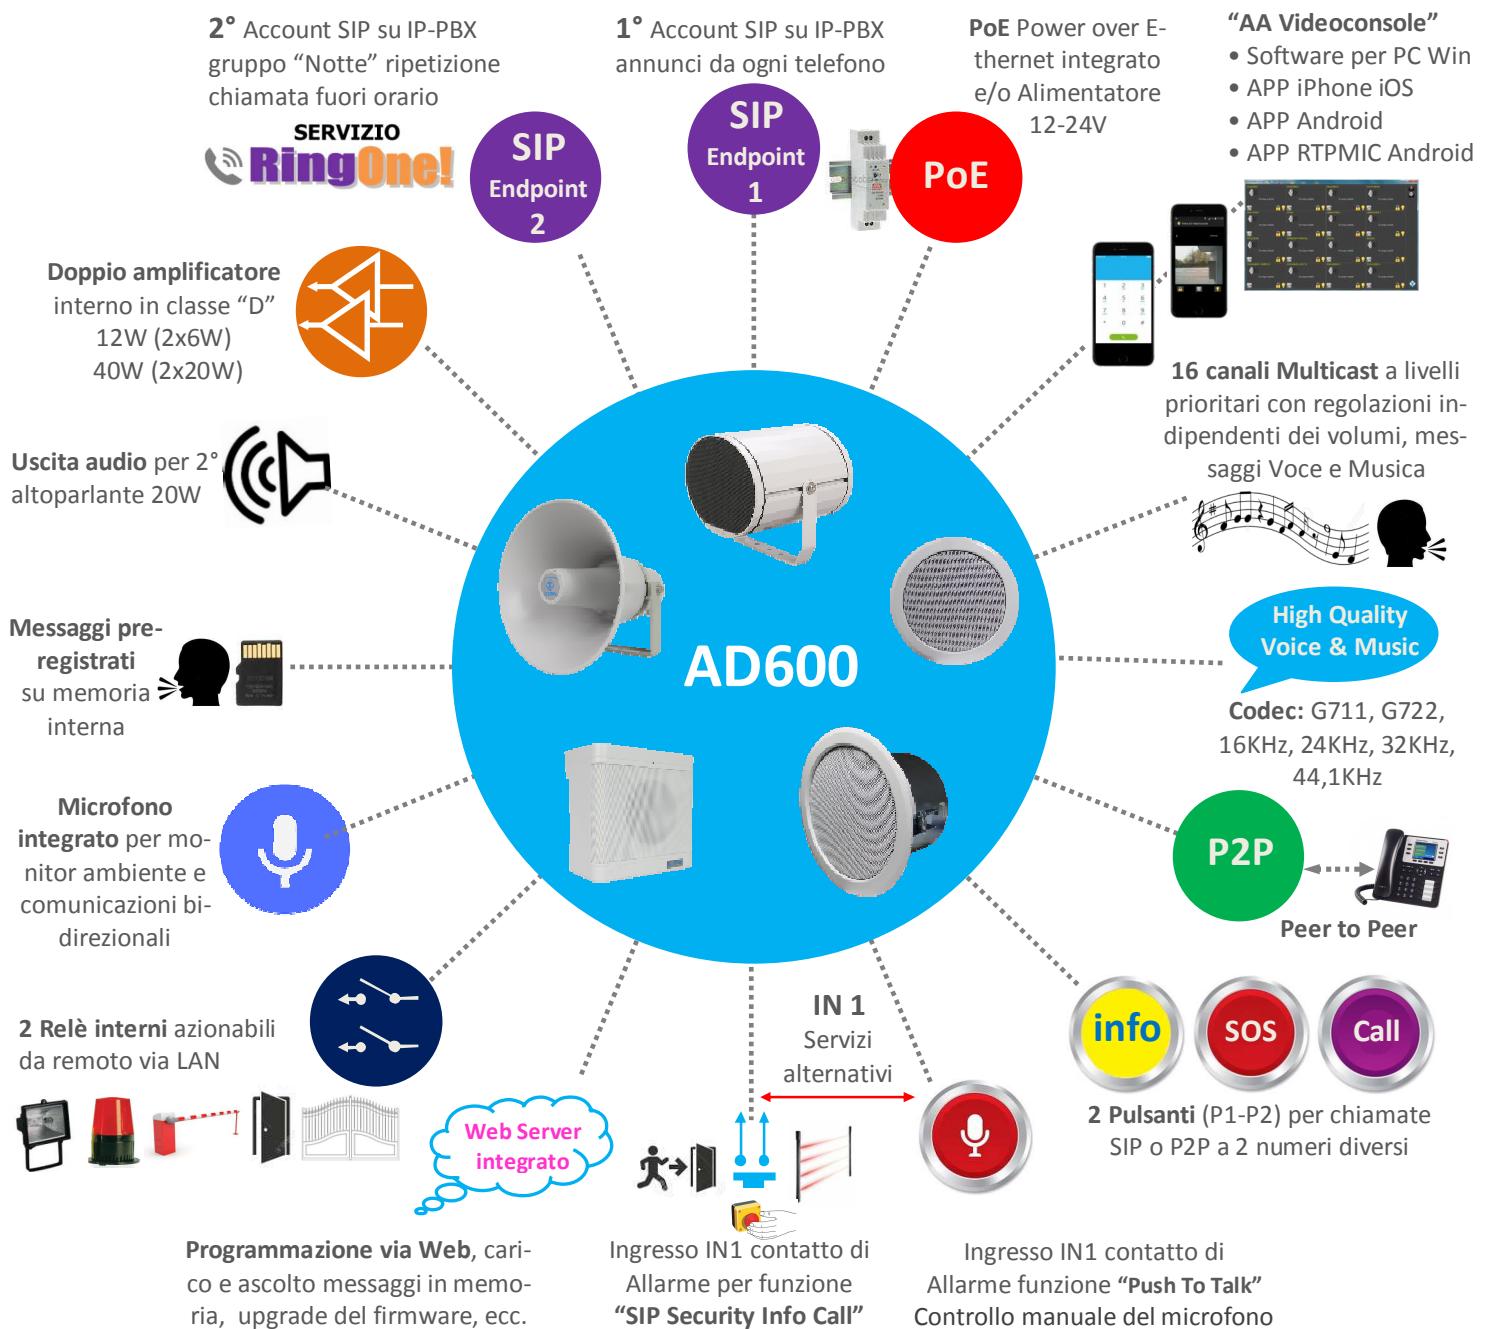 2° Account SIP su IP-PBX
gruppo “Notte” ripetizione
chiamata fuori orario
SERVIZIO
RingOne!
SIP
Endpoint
2
1° Account SIP su IP-PBX
annunci da ogni telefono
SIP
Endpoint
1
PoE Power over E-
thernet integrato
e/o Alimentatore
12-24V
PoE
“AA Videoconsole”
• Software per PC Win
• APP iPhone iOS
• APP Android
• APP RTPMIC Android
Doppio amplificatore
interno in classe “D”
12W (2x6W)
40W (2x20W)
16 canali Multicast a livelli
prioritari con regolazioni in-
dipendenti dei volumi, mes-
saggi Voce e Musica
Uscita audio per 2°
altoparlante 20W
High Quality
Voice & Music
Codec: G711, G722,
16KHz, 24KHz, 32KHz,
44,1KHz
Messaggi pre-
registrati
su memoria
interna
AD600
Microfono
integrato per mo-
nitor ambiente e
comunicazioni bi-
direzionali
P2P
Peer to Peer
2 Relè interni azionabili
da remoto via LAN
IN 1
Servizi
alternativi
info
SOS
Call
2 Pulsanti (P1-P2) per chiamate
SIP o P2P a 2 numeri diversi
Web Server
integrato
Programmazione via Web, cari-
co e ascolto messaggi in memo-
ria, upgrade del firmware, ecc.
Ingresso IN1 contatto di
Allarme per funzione
“SIP Security Info Call”
Ingresso IN1 contatto di
Allarme funzione “Push To Talk”
Controllo manuale del microfono